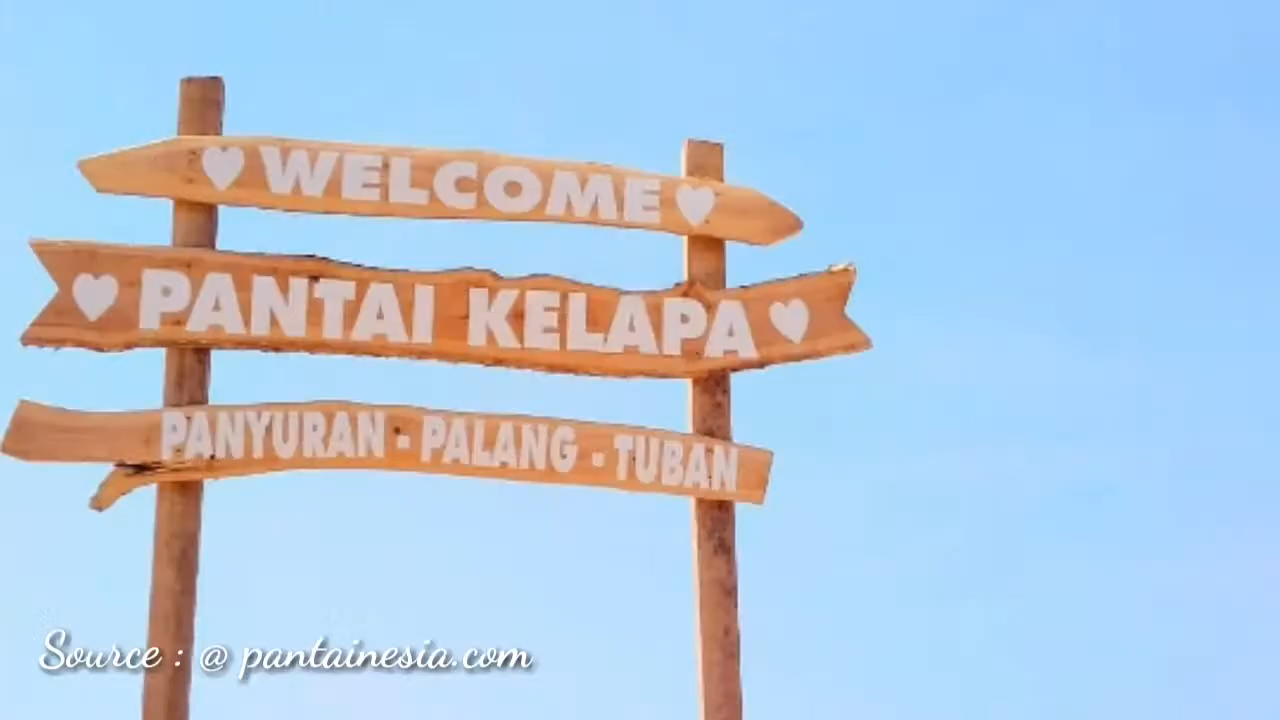 ♥ WELCOME ♥
♥ PANTAI KELAPA ♥
PANYURAN - PALANG - TUBAN
Source : @ pantainesia.com